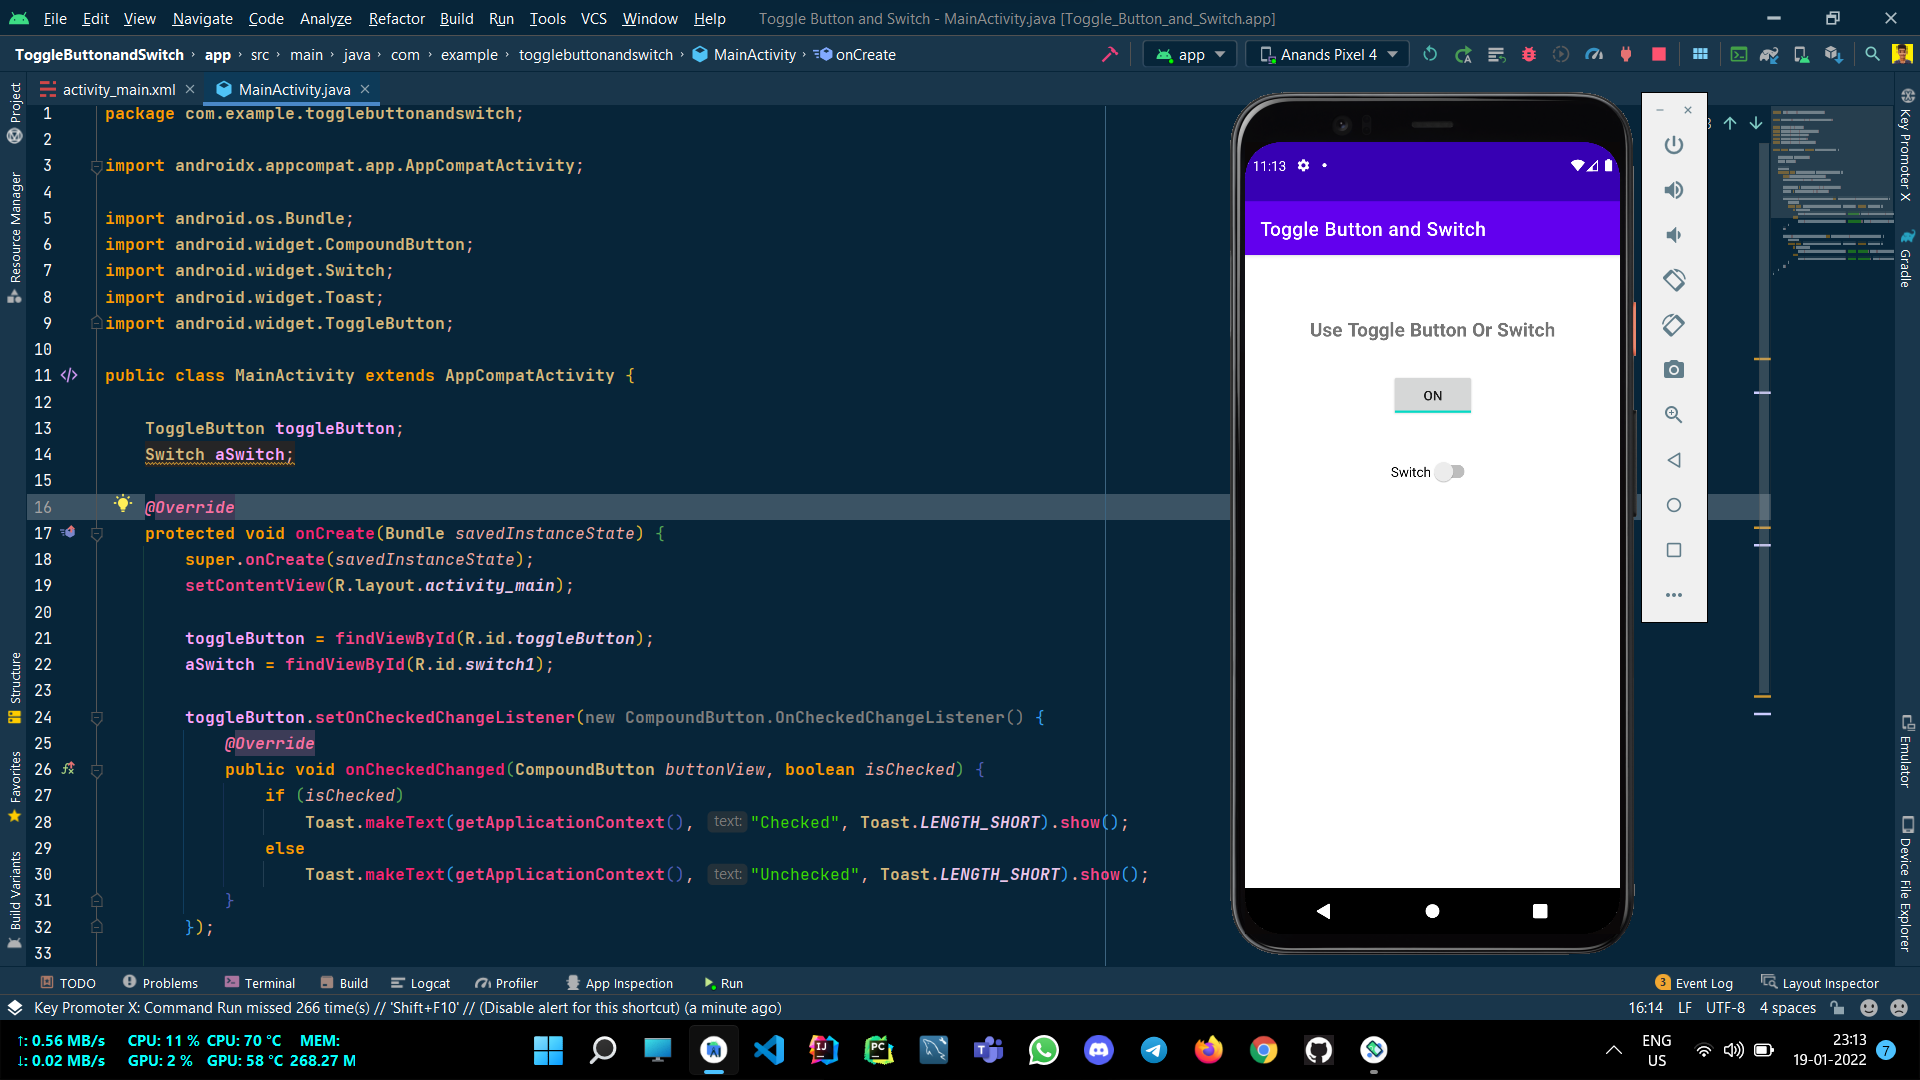 File Edit View Navigate Code Analyze Refactor Build Run Tools VCS Window Help Toggle Button and Switch - MainActivity.java [Toggle_Button_and_Switch.app]
ToggleButtonandSwitch › app › src › main › java › com › example › togglebuttonandswitch › MainActivity › onCreate
app
Anands Pixel 4
activity_main.xml
MainActivity.java
Project
Resource Manager
Structure
Favorites
Build Variants
1 package com.example.togglebuttonandswitch;
2
3 import androidx.appcompat.app.AppCompatActivity;
4
5 import android.os.Bundle;
6 import android.widget.CompoundButton;
7 import android.widget.Switch;
8 import android.widget.Toast;
9 import android.widget.ToggleButton;
10
11 public class MainActivity extends AppCompatActivity {
12
13 ToggleButton toggleButton;
14 Switch aSwitch;
15
16 @Override
17 protected void onCreate(Bundle savedInstanceState) {
18 super.onCreate(savedInstanceState);
19 setContentView(R.layout.activity_main);
20
21 toggleButton = findViewById(R.id.toggleButton);
22 aSwitch = findViewById(R.id.switch1);
23
24 toggleButton.setOnCheckedChangeListener(new CompoundButton.OnCheckedChangeListener() {
25 @Override
26 public void onCheckedChanged(CompoundButton buttonView, boolean isChecked) {
27 if (isChecked)
28 Toast.makeText(getApplicationContext(), text: "Checked", Toast.LENGTH_SHORT).show();
29 else
30 Toast.makeText(getApplicationContext(), text: "Unchecked", Toast.LENGTH_SHORT).show();
31 }
32 });
33
11:13
Toggle Button and Switch
Use Toggle Button Or Switch
ON
Switch
Key Promoter X
Gradle
Emulator
Device File Explorer
TODO Problems Terminal Build Logcat Profiler App Inspection Run 3 Event Log Layout Inspector
Key Promoter X: Command Run missed 266 time(s) // 'Shift+F10' // (Disable alert for this shortcut) (a minute ago) 16:14 LF UTF-8 4 spaces
↑: 0.56 MB/s CPU: 11 % CPU: 70 °C MEM:
↓: 0.02 MB/s GPU: 2 % GPU: 58 °C 268.27 M
ENG
US
23:13
19-01-2022
7